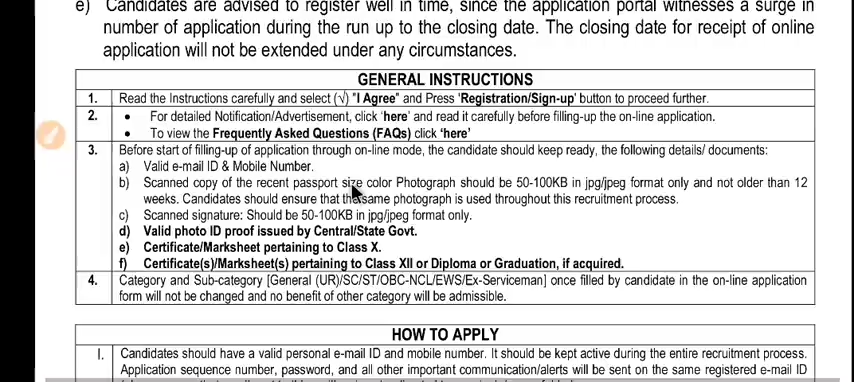 e) Candidates are advised to register well in time, since the application portal witnesses a surge in
number of application during the run up to the closing date. The closing date for receipt of online
application will not be extended under any circumstances.
GENERAL INSTRUCTIONS
1. Read the Instructions carefully and select (√) "I Agree" and Press 'Registration/Sign-up' button to proceed further.
2. • For detailed Notification/Advertisement, click 'here' and read it carefully before filling-up the on-line application.
• To view the Frequently Asked Questions (FAQs) click 'here'
3. Before start of filling-up of application through on-line mode, the candidate should keep ready, the following details/ documents:
a) Valid e-mail ID & Mobile Number.
b) Scanned copy of the recent passport size color Photograph should be 50-100KB in jpg/jpeg format only and not older than 12
weeks. Candidates should ensure that the same photograph is used throughout this recruitment process.
c) Scanned signature: Should be 50-100KB in jpg/jpeg format only.
d) Valid photo ID proof issued by Central/State Govt.
e) Certificate/Marksheet pertaining to Class X.
f) Certificate(s)/Marksheet(s) pertaining to Class XII or Diploma or Graduation, if acquired.
4. Category and Sub-category [General (UR)/SC/ST/OBC-NCL/EWS/Ex-Serviceman] once filled by candidate in the on-line application
form will not be changed and no benefit of other category will be admissible.
HOW TO APPLY
I. Candidates should have a valid personal e-mail ID and mobile number. It should be kept active during the entire recruitment process.
Application sequence number, password, and all other important communication/alerts will be sent on the same registered e-mail ID